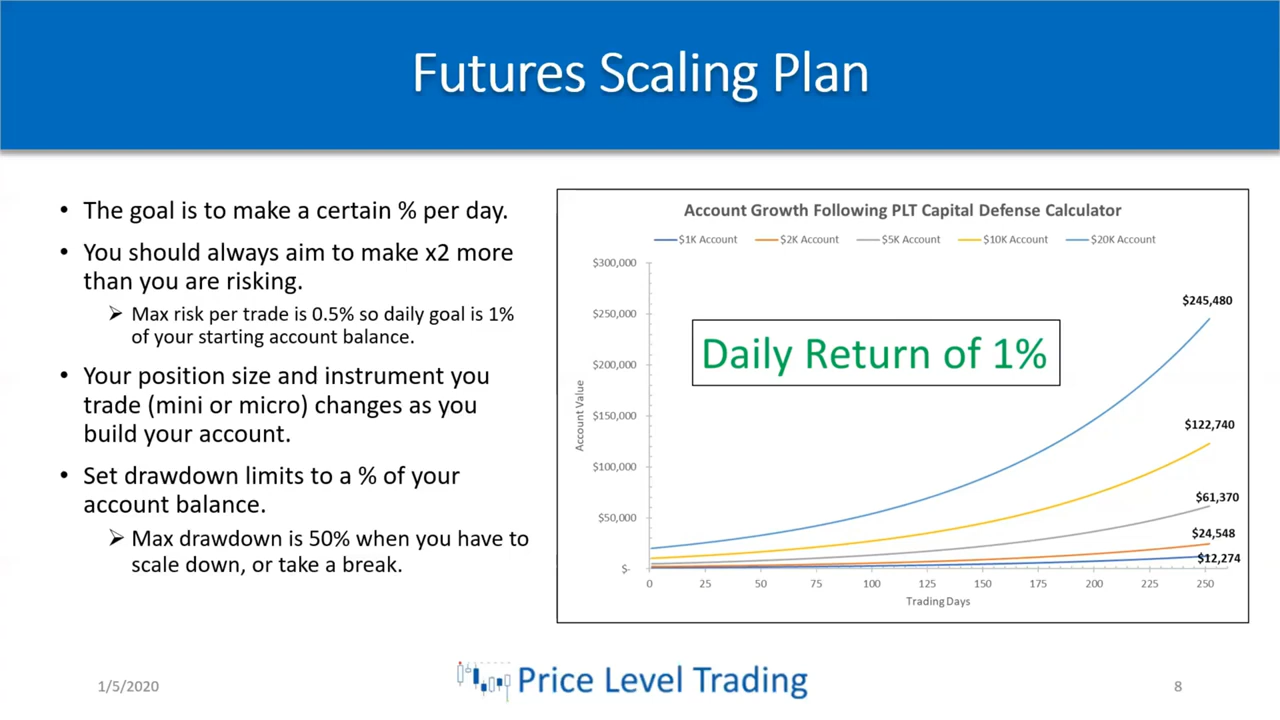 Futures Scaling Plan
• The goal is to make a certain % per day.
• You should always aim to make x2 more
than you are risking.
➢ Max risk per trade is 0.5% so daily goal is 1%
of your starting account balance.
• Your position size and instrument you
trade (mini or micro) changes as you
build your account.
• Set drawdown limits to a % of your
account balance.
➢ Max drawdown is 50% when you have to
scale down, or take a break.
Account Growth Following PLT Capital Defense Calculator
$1K Account $2K Account $5K Account $10K Account $20K Account
$300,000
$250,000
$200,000
$150,000
$100,000
$50,000
$-
Account Value
Daily Return of 1%
$245,480
$122,740
$61,370
$24,548
$12,274
0 25 50 75 100 125 150 175 200 225 250
Trading Days
1/5/2020
Price Level Trading
8